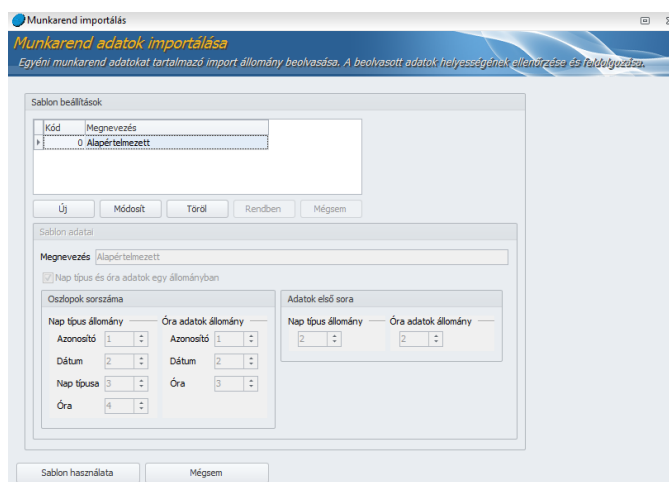 Munkarend importálás
Munkarend adatok importálása
Egyéni munkarend adatokat tartalmazó import állomány beolvasása. A beolvasott adatok helyességének ellenőrzése és feldolgozása.
Sablon beállítások
Kód Megnevezés
0 Alapértelmezett
Új Módosít Töröl Rendben Mégsem
Sablon adatai
Megnevezés Alapértelmezett
Nap típus és óra adatok egy állományban
Oszlopok sorszáma Adatok első sora
Nap típus állomány Óra adatok állomány Nap típus állomány Óra adatok állomány
Azonosító 1 Azonosító 1 2 2
Dátum 2 Dátum 2
Nap típusa 3 Óra 3
Óra 4
Sablon használata Mégsem